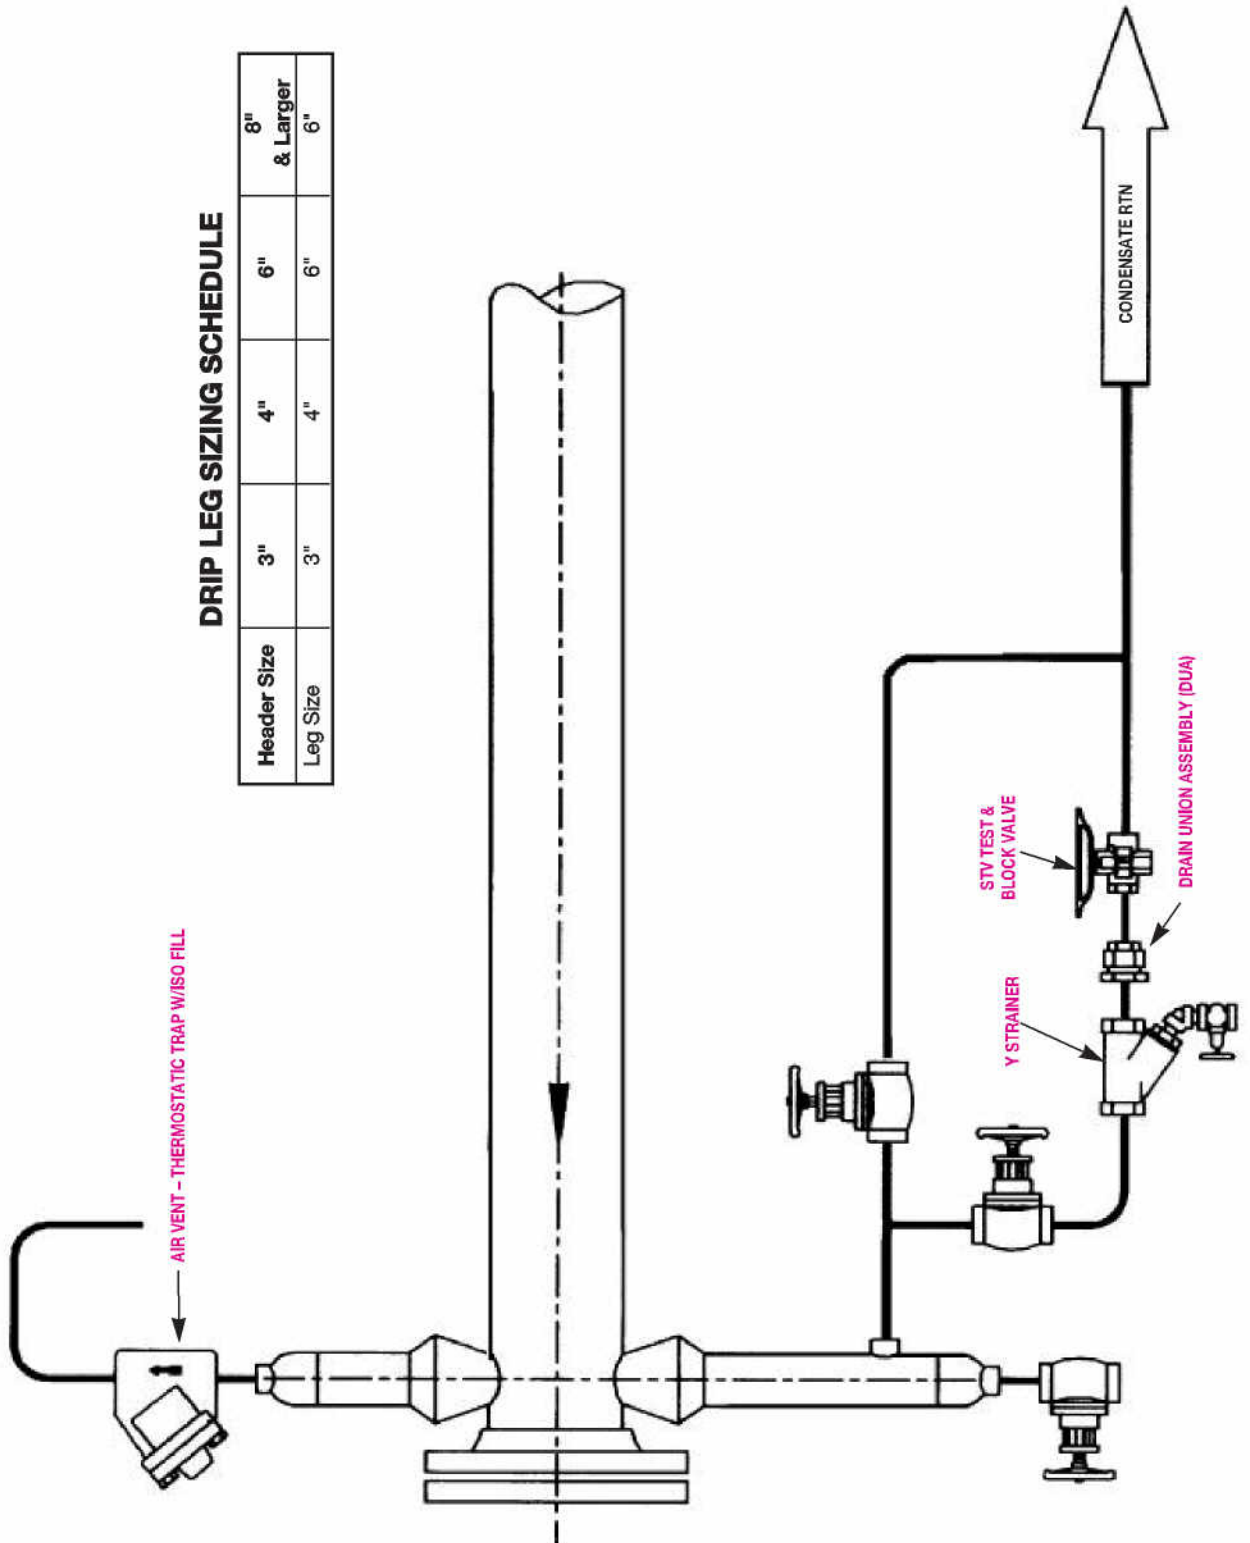 DRIP LEG SIZING SCHEDULE
Header Size 3" 4" 6" 8"
& Larger
Leg Size 3" 4" 6" 6"
AIR VENT – THERMOSTATIC TRAP W/ISO FILL
STV TEST &
BLOCK VALVE
Y STRAINER
DRAIN UNION ASSEMBLY (DUA)
CONDENSATE RTN